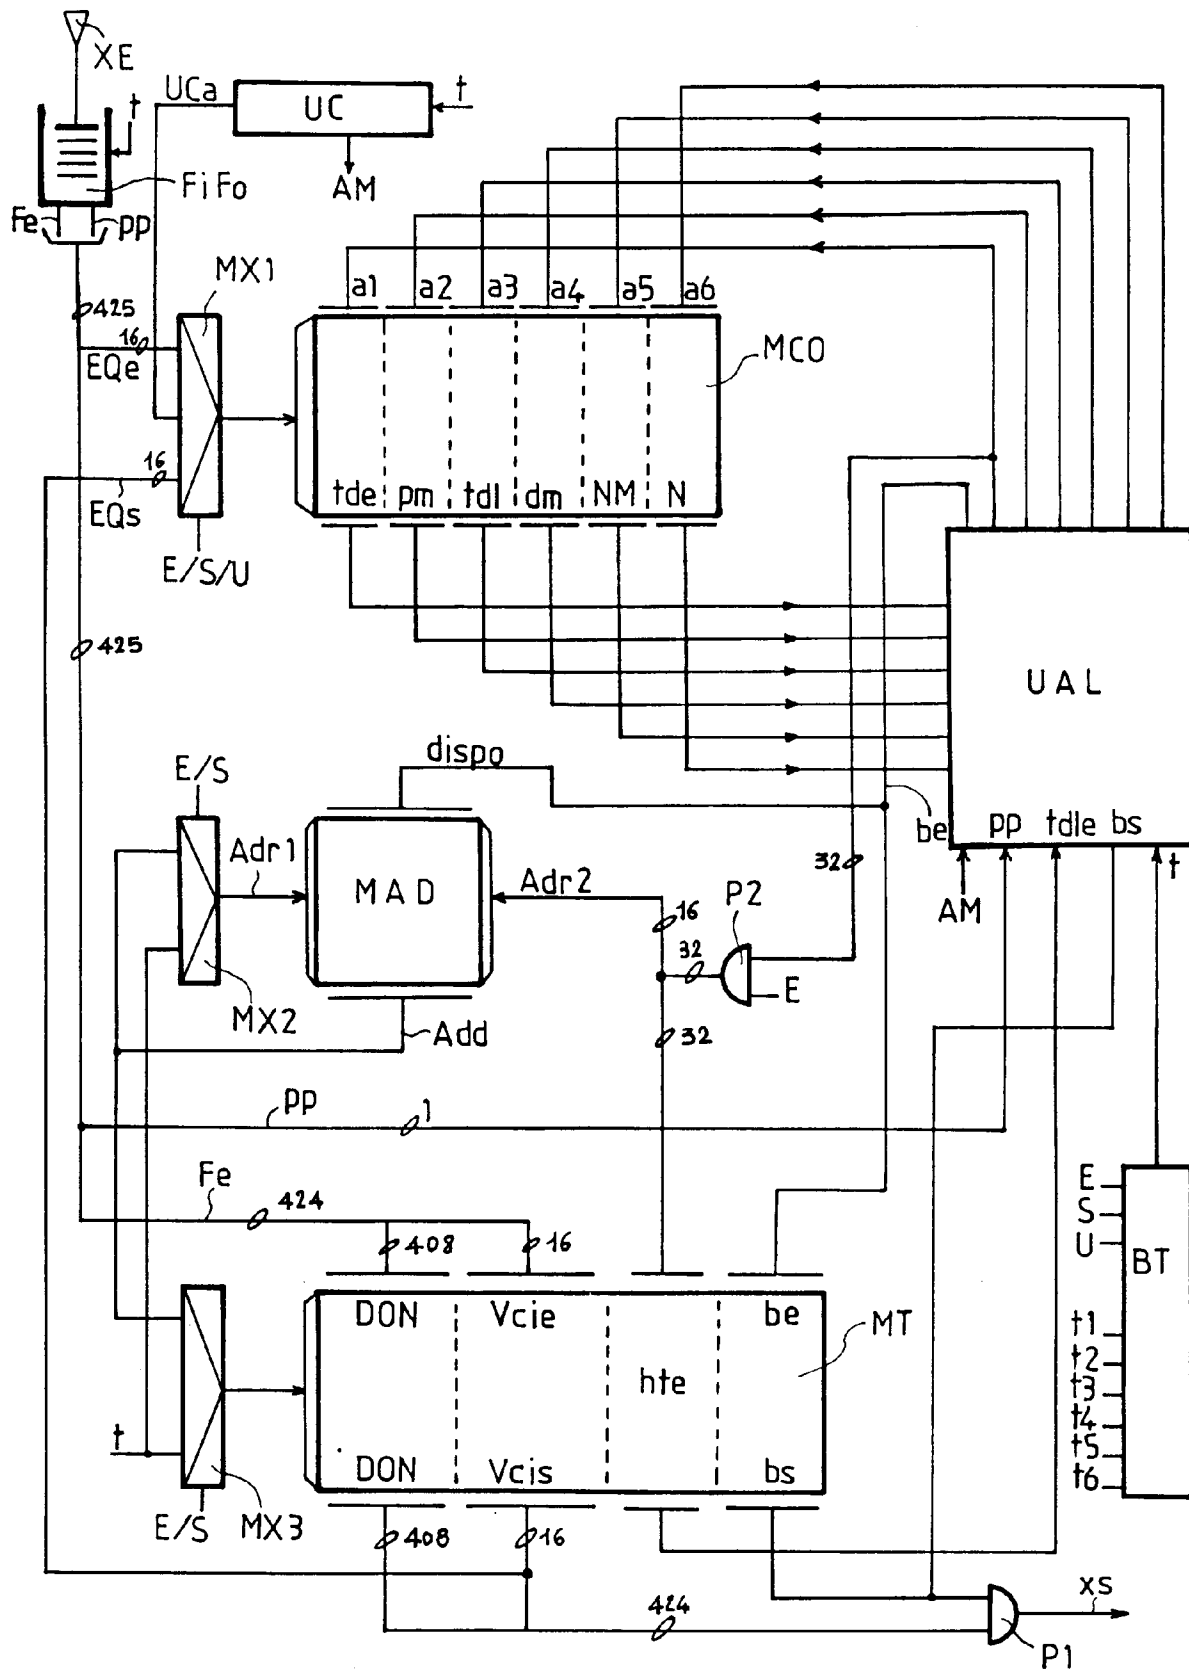 XE
UCa
UC
t
t
AM
FiFo
Fe
pp
MX1
a1
a2
a3
a4
a5
a6
425
16
EQe
MCO
16
EQs
tde
pm
tdl
dm
NM
N
E/S/U
425
UAL
dispo
E/S
be
pp
tdle
bs
t
Adr1
MAD
Adr2
32
P2
16
AM
32
E
MX2
Add
32
pp
1
Fe
424
408
16
E
S
U
BT
DON
Vcie
be
MT
hte
t1
t2
t3
t4
t5
t6
t
DON
Vcis
bs
E/S
MX3
408
16
424
xs
P1